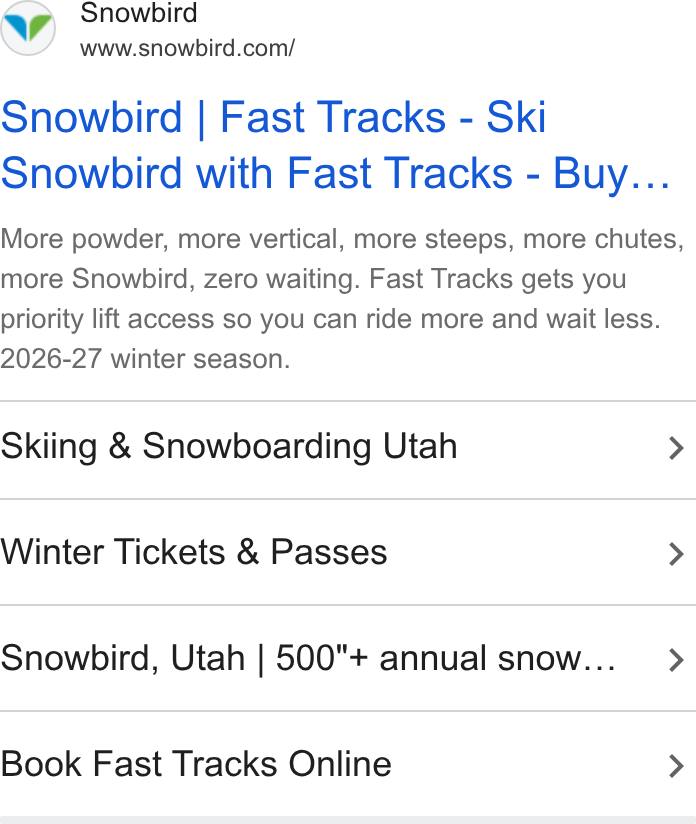 Snowbird
www.snowbird.com/
Snowbird | Fast Tracks - Ski
Snowbird with Fast Tracks - Buy…
More powder, more vertical, more steeps, more chutes,
more Snowbird, zero waiting. Fast Tracks gets you
priority lift access so you can ride more and wait less.
2026-27 winter season.
Skiing & Snowboarding Utah
Winter Tickets & Passes
Snowbird, Utah | 500"+ annual snow…
Book Fast Tracks Online